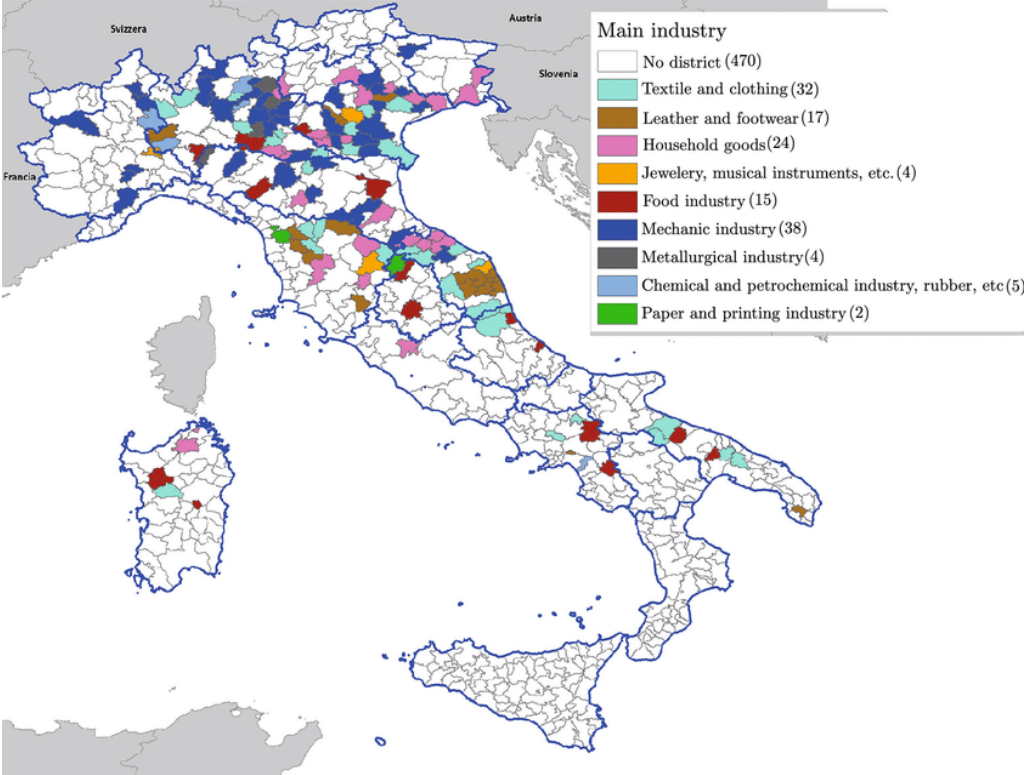 Svizzera
Austria
Slovenia
Francia
Main industry
No district (470)
Textile and clothing (32)
Leather and footwear (17)
Household goods(24)
Jewelery, musical instruments, etc. (4)
Food industry (15)
Mechanic industry (38)
Metallurgical industry(4)
Chemical and petrochemical industry, rubber, etc (5)
Paper and printing industry (2)